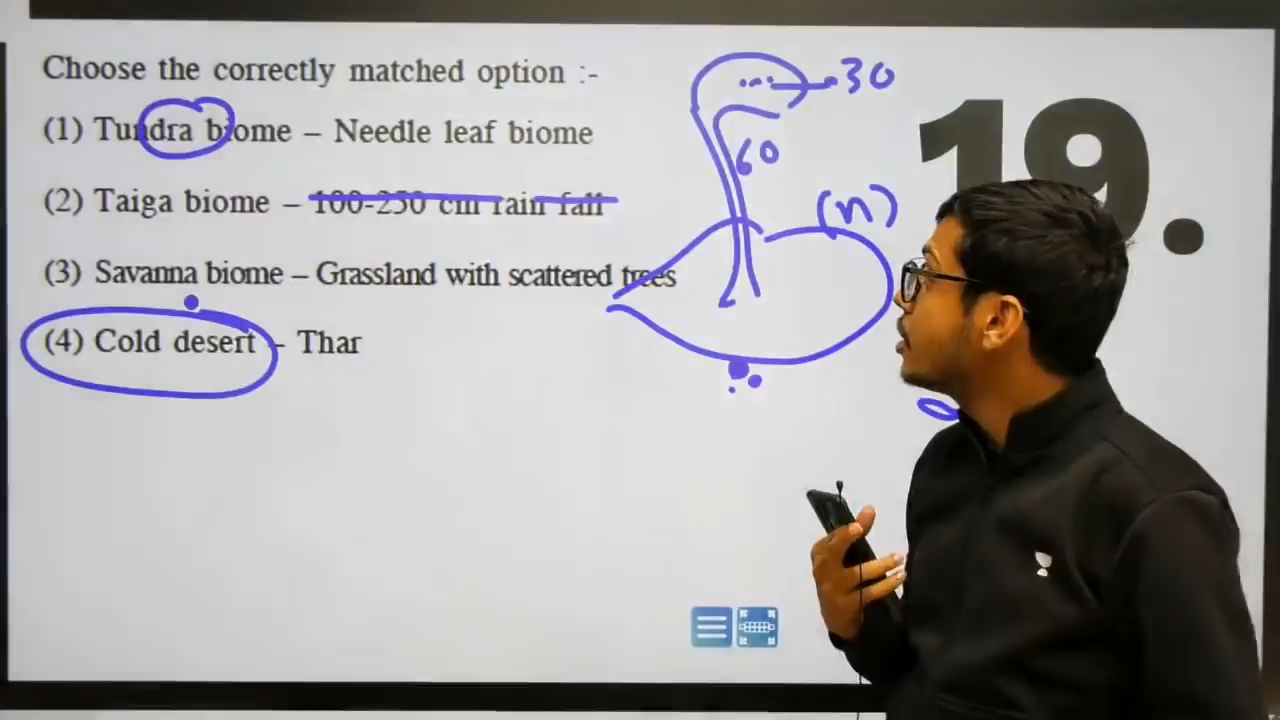 Choose the correctly matched option :-
(1) Tundra biome – Needle leaf biome
(2) Taiga biome – 100-250 cm rain fall
(3) Savanna biome – Grassland with scattered trees
(4) Cold desert – Thar
30
60
(n)
19.